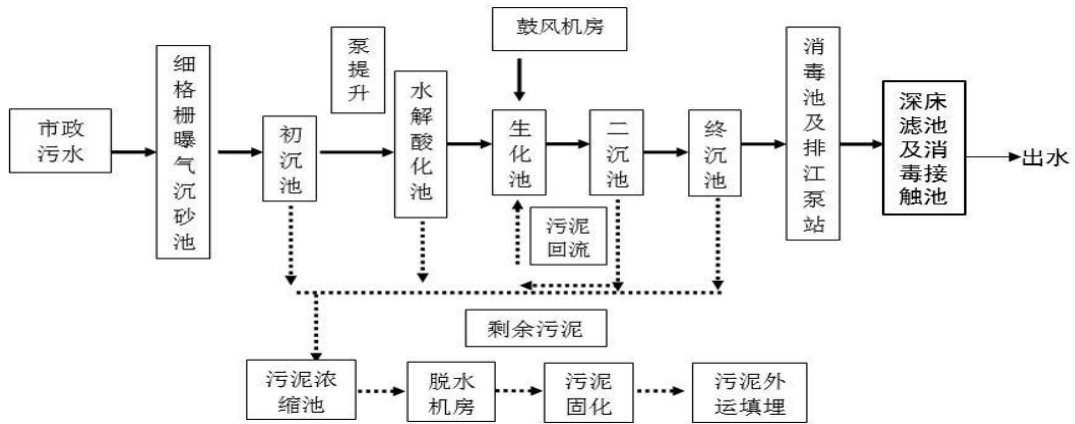 鼓风机房
泵提升
市政
污水
细格栅曝气沉砂池
初沉池
水解酸化池
生化池
二沉池
终沉池
消毒池及排江泵站
深床
滤池
及消
毒接
触池
出水
污泥
回流
剩余污泥
污泥浓
缩池
脱水
机房
污泥
固化
污泥外
运填埋